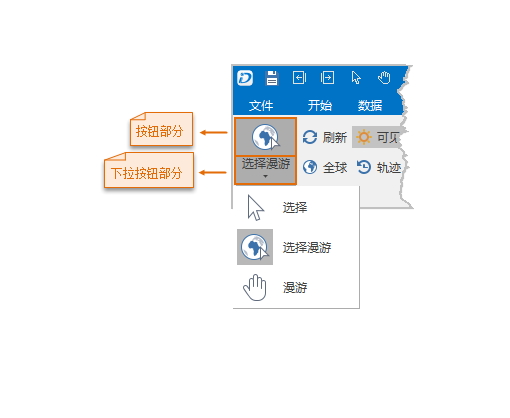 文件 开始 数据
按钮部分
刷新 可见
选择漫游
下拉按钮部分
全球 轨迹
选择
选择漫游
漫游